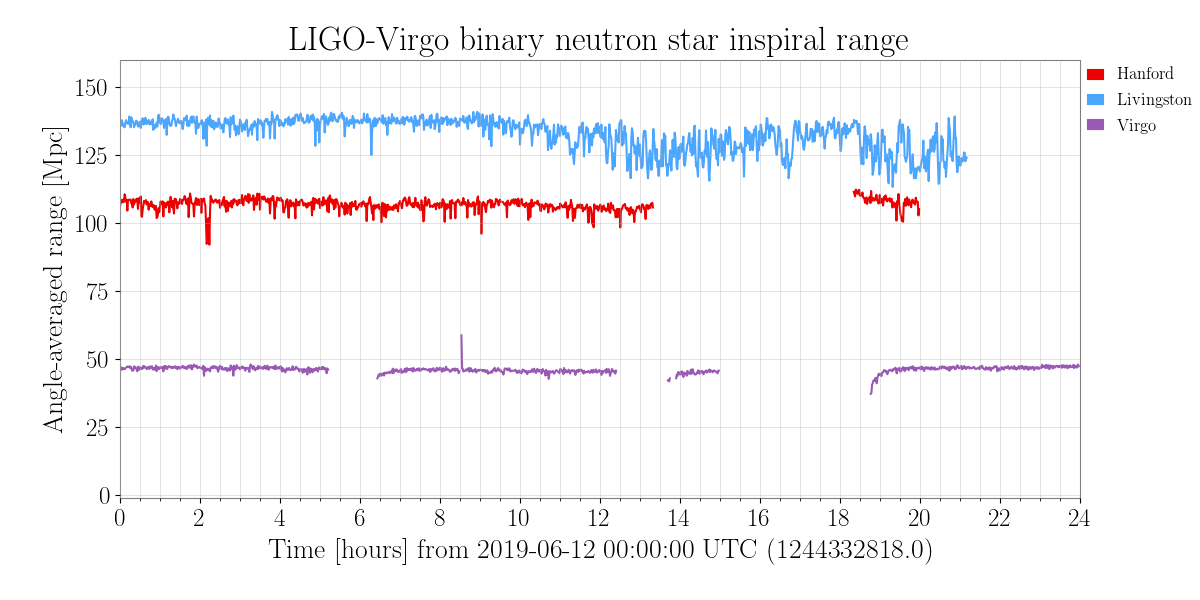 LIGO-Virgo binary neutron star inspiral range
Angle-averaged range [Mpc]
150
125
100
75
50
25
0
0 2 4 6 8 10 12 14 16 18 20 22 24
Time [hours] from 2019-06-12 00:00:00 UTC (1244332818.0)
Hanford
Livingston
Virgo